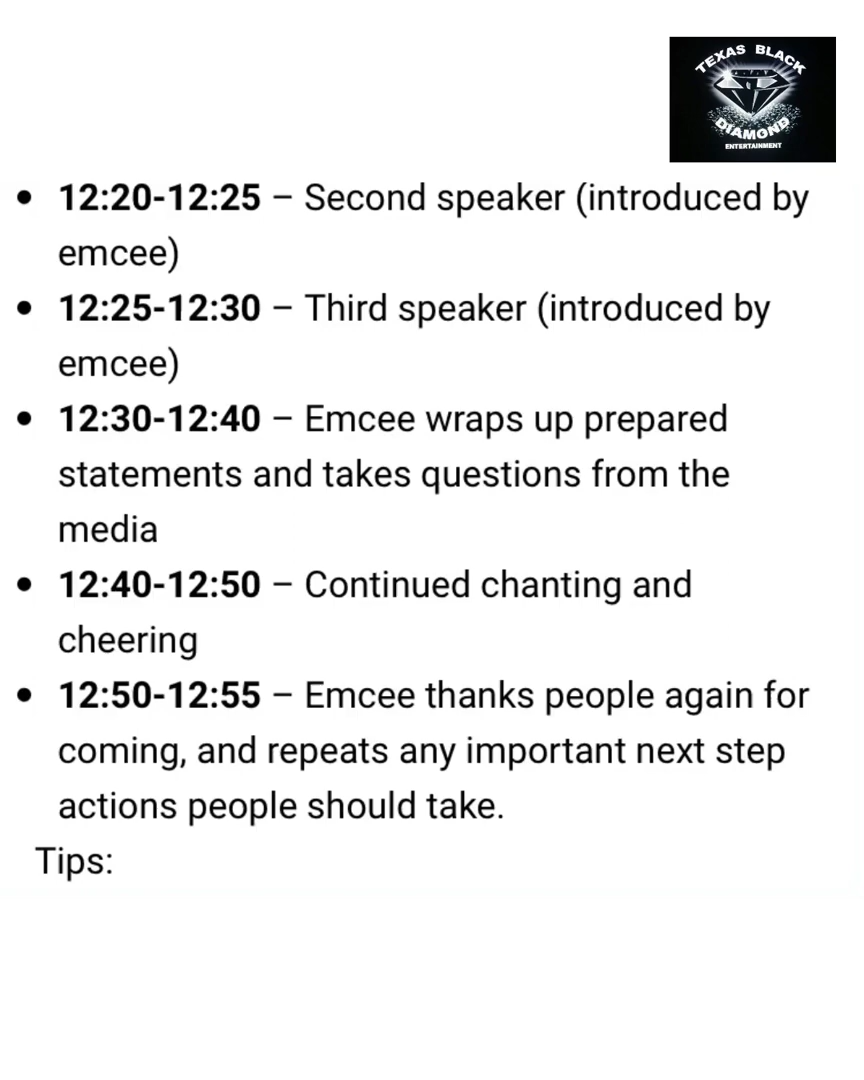 TEXAS BLACK
DIAMOND
ENTERTAINMENT
• 12:20-12:25 – Second speaker (introduced by
emcee)
• 12:25-12:30 – Third speaker (introduced by
emcee)
• 12:30-12:40 – Emcee wraps up prepared
statements and takes questions from the
media
• 12:40-12:50 – Continued chanting and
cheering
• 12:50-12:55 – Emcee thanks people again for
coming, and repeats any important next step
actions people should take.
Tips: